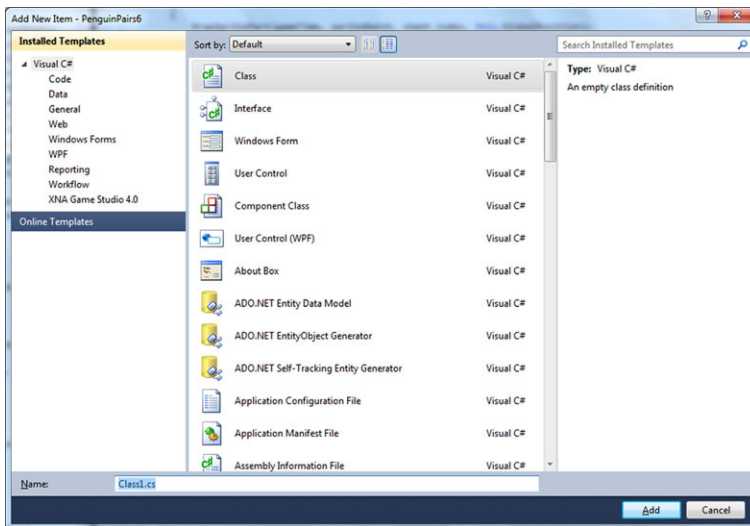 Add New Item - PenguinPairs6
Installed Templates
Sort by: Default
Search Installed Templates
Visual C#
Code
Data
General
Web
Windows Forms
WPF
Reporting
Workflow
XNA Game Studio 4.0
Online Templates
Class Visual C#
Interface Visual C#
Windows Form Visual C#
User Control Visual C#
Component Class Visual C#
User Control (WPF) Visual C#
About Box Visual C#
ADO.NET Entity Data Model Visual C#
ADO.NET EntityObject Generator Visual C#
ADO.NET Self-Tracking Entity Generator Visual C#
Application Configuration File Visual C#
Application Manifest File Visual C#
Assembly Information File Visual C#
Type: Visual C#
An empty class definition
Name: Class1.cs
Add Cancel